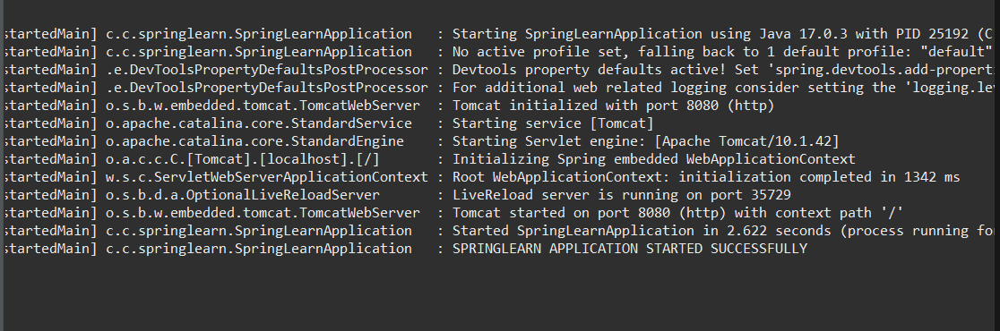 startedMain] c.c.springlearn.SpringLearnApplication : Starting SpringLearnApplication using Java 17.0.3 with PID 25192 (C
startedMain] c.c.springlearn.SpringLearnApplication : No active profile set, falling back to 1 default profile: "default"
startedMain] .e.DevToolsPropertyDefaultsPostProcessor : Devtools property defaults active! Set 'spring.devtools.add-properti
startedMain] .e.DevToolsPropertyDefaultsPostProcessor : For additional web related logging consider setting the 'logging.lev
startedMain] o.s.b.w.embedded.tomcat.TomcatWebServer : Tomcat initialized with port 8080 (http)
startedMain] o.apache.catalina.core.StandardService : Starting service [Tomcat]
startedMain] o.apache.catalina.core.StandardEngine : Starting Servlet engine: [Apache Tomcat/10.1.42]
startedMain] o.a.c.c.C.[Tomcat].[localhost].[/] : Initializing Spring embedded WebApplicationContext
startedMain] w.s.c.ServletWebServerApplicationContext : Root WebApplicationContext: initialization completed in 1342 ms
startedMain] o.s.b.d.a.OptionalLiveReloadServer : LiveReload server is running on port 35729
startedMain] o.s.b.w.embedded.tomcat.TomcatWebServer : Tomcat started on port 8080 (http) with context path '/'
startedMain] c.c.springlearn.SpringLearnApplication : Started SpringLearnApplication in 2.622 seconds (process running for
startedMain] c.c.springlearn.SpringLearnApplication : SPRINGLEARN APPLICATION STARTED SUCCESSFULLY